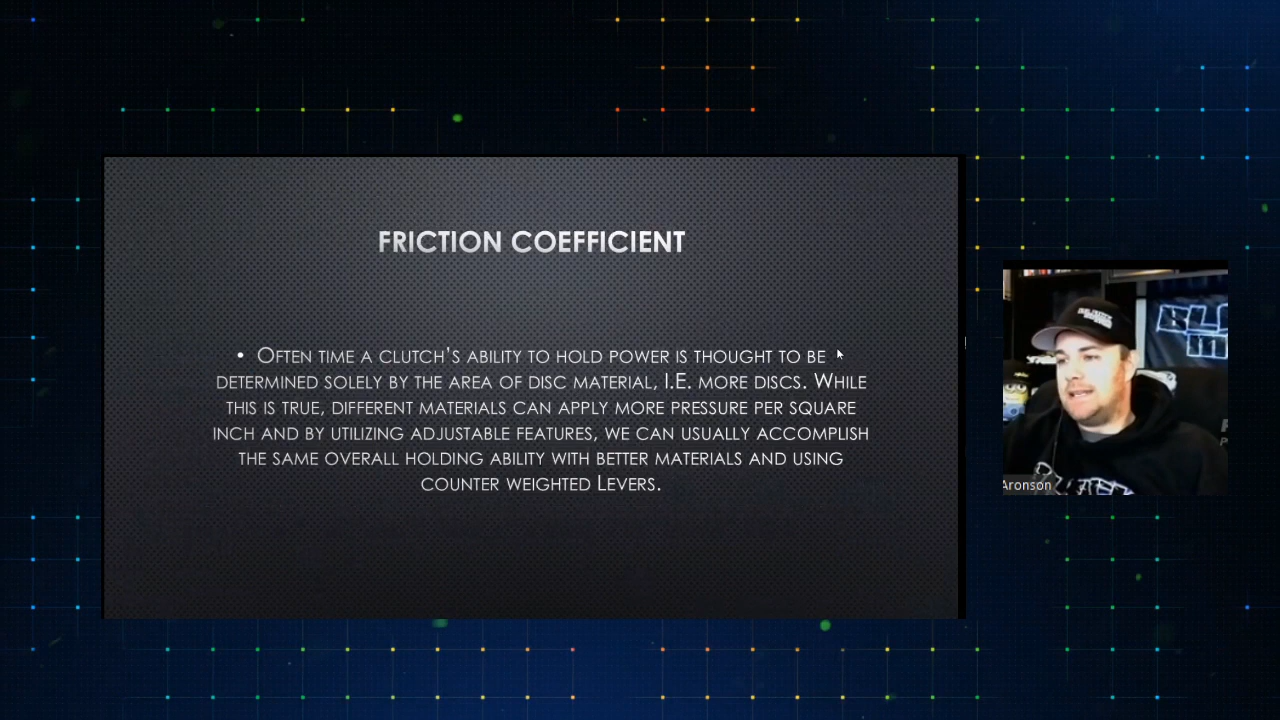 FRICTION COEFFICIENT
• OFTEN TIME A CLUTCH'S ABILITY TO HOLD POWER IS THOUGHT TO BE
DETERMINED SOLELY BY THE AREA OF DISC MATERIAL, I.E. MORE DISCS. WHILE
THIS IS TRUE, DIFFERENT MATERIALS CAN APPLY MORE PRESSURE PER SQUARE
INCH AND BY UTILIZING ADJUSTABLE FEATURES, WE CAN USUALLY ACCOMPLISH
THE SAME OVERALL HOLDING ABILITY WITH BETTER MATERIALS AND USING
COUNTER WEIGHTED LEVERS.
Aronson